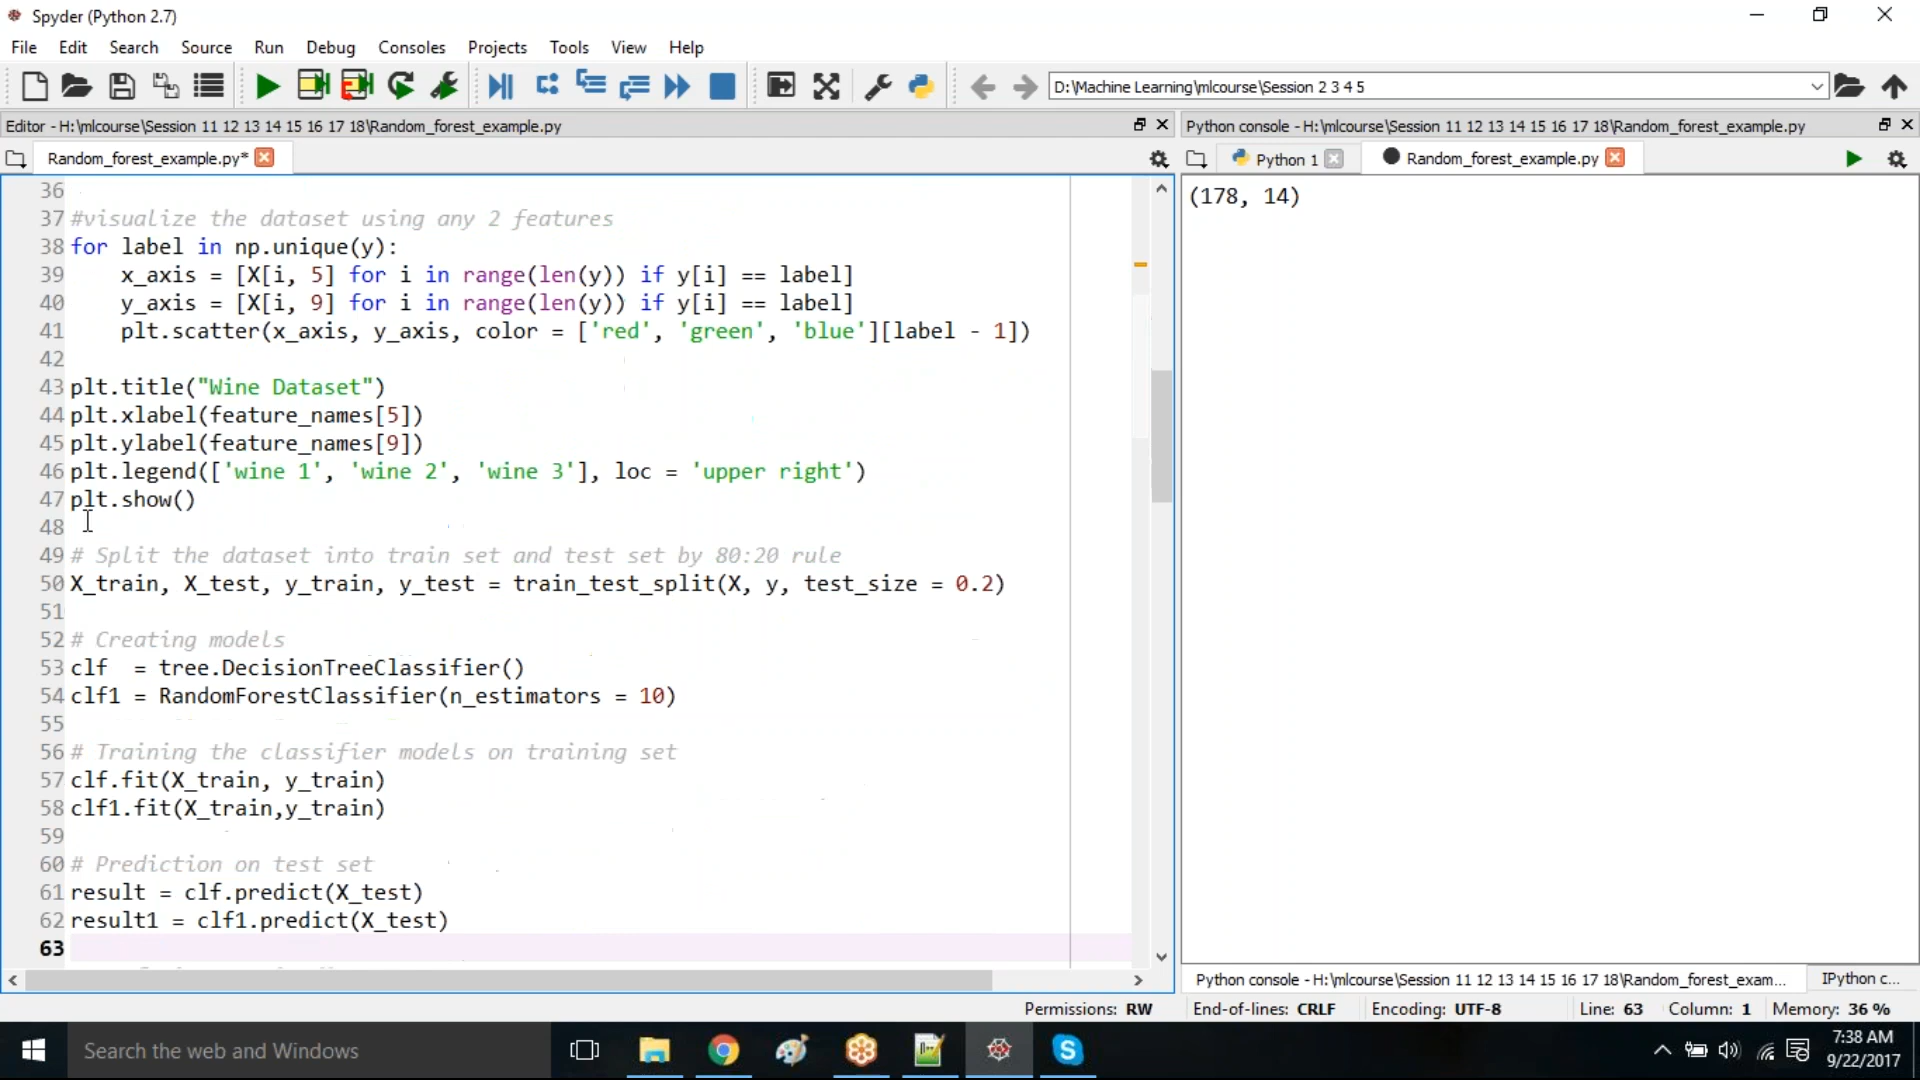 Spyder (Python 2.7)
File Edit Search Source Run Debug Consoles Projects Tools View Help
D:\Machine Learning\mlcourse\Session 2 3 4 5
Editor - H:\mlcourse\Session 11 12 13 14 15 16 17 18\Random_forest_example.py
Python console - H:\mlcourse\Session 11 12 13 14 15 16 17 18\Random_forest_example.py
Random_forest_example.py*
Python 1
Random_forest_example.py
36
37 #visualize the dataset using any 2 features
38 for label in np.unique(y):
39     x_axis = [X[i, 5] for i in range(len(y)) if y[i] == label]
40     y_axis = [X[i, 9] for i in range(len(y)) if y[i] == label]
41     plt.scatter(x_axis, y_axis, color = ['red', 'green', 'blue'][label - 1])
42
43 plt.title("Wine Dataset")
44 plt.xlabel(feature_names[5])
45 plt.ylabel(feature_names[9])
46 plt.legend(['wine 1', 'wine 2', 'wine 3'], loc = 'upper right')
47 plt.show()
48
49 # Split the dataset into train set and test set by 80:20 rule
50 X_train, X_test, y_train, y_test = train_test_split(X, y, test_size = 0.2)
51
52 # Creating models
53 clf  = tree.DecisionTreeClassifier()
54 clf1 = RandomForestClassifier(n_estimators = 10)
55
56 # Training the classifier models on training set
57 clf.fit(X_train, y_train)
58 clf1.fit(X_train,y_train)
59
60 # Prediction on test set
61 result = clf.predict(X_test)
62 result1 = clf1.predict(X_test)
63
(178, 14)
Python console - H:\mlcourse\Session 11 12 13 14 15 16 17 18\Random_forest_exam...
IPython c...
Permissions: RW End-of-lines: CRLF Encoding: UTF-8 Line: 63 Column: 1 Memory: 36 %
Search the web and Windows
7:38 AM
9/22/2017